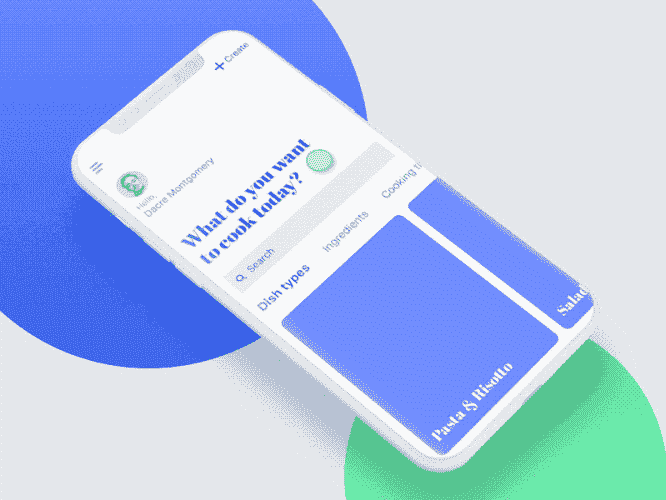 Create
Hello,
Dacre Montgomery
What do you want
to cook today?
Search
Dish types
Ingredients
Cooking
Pasta & Risotto
Salad